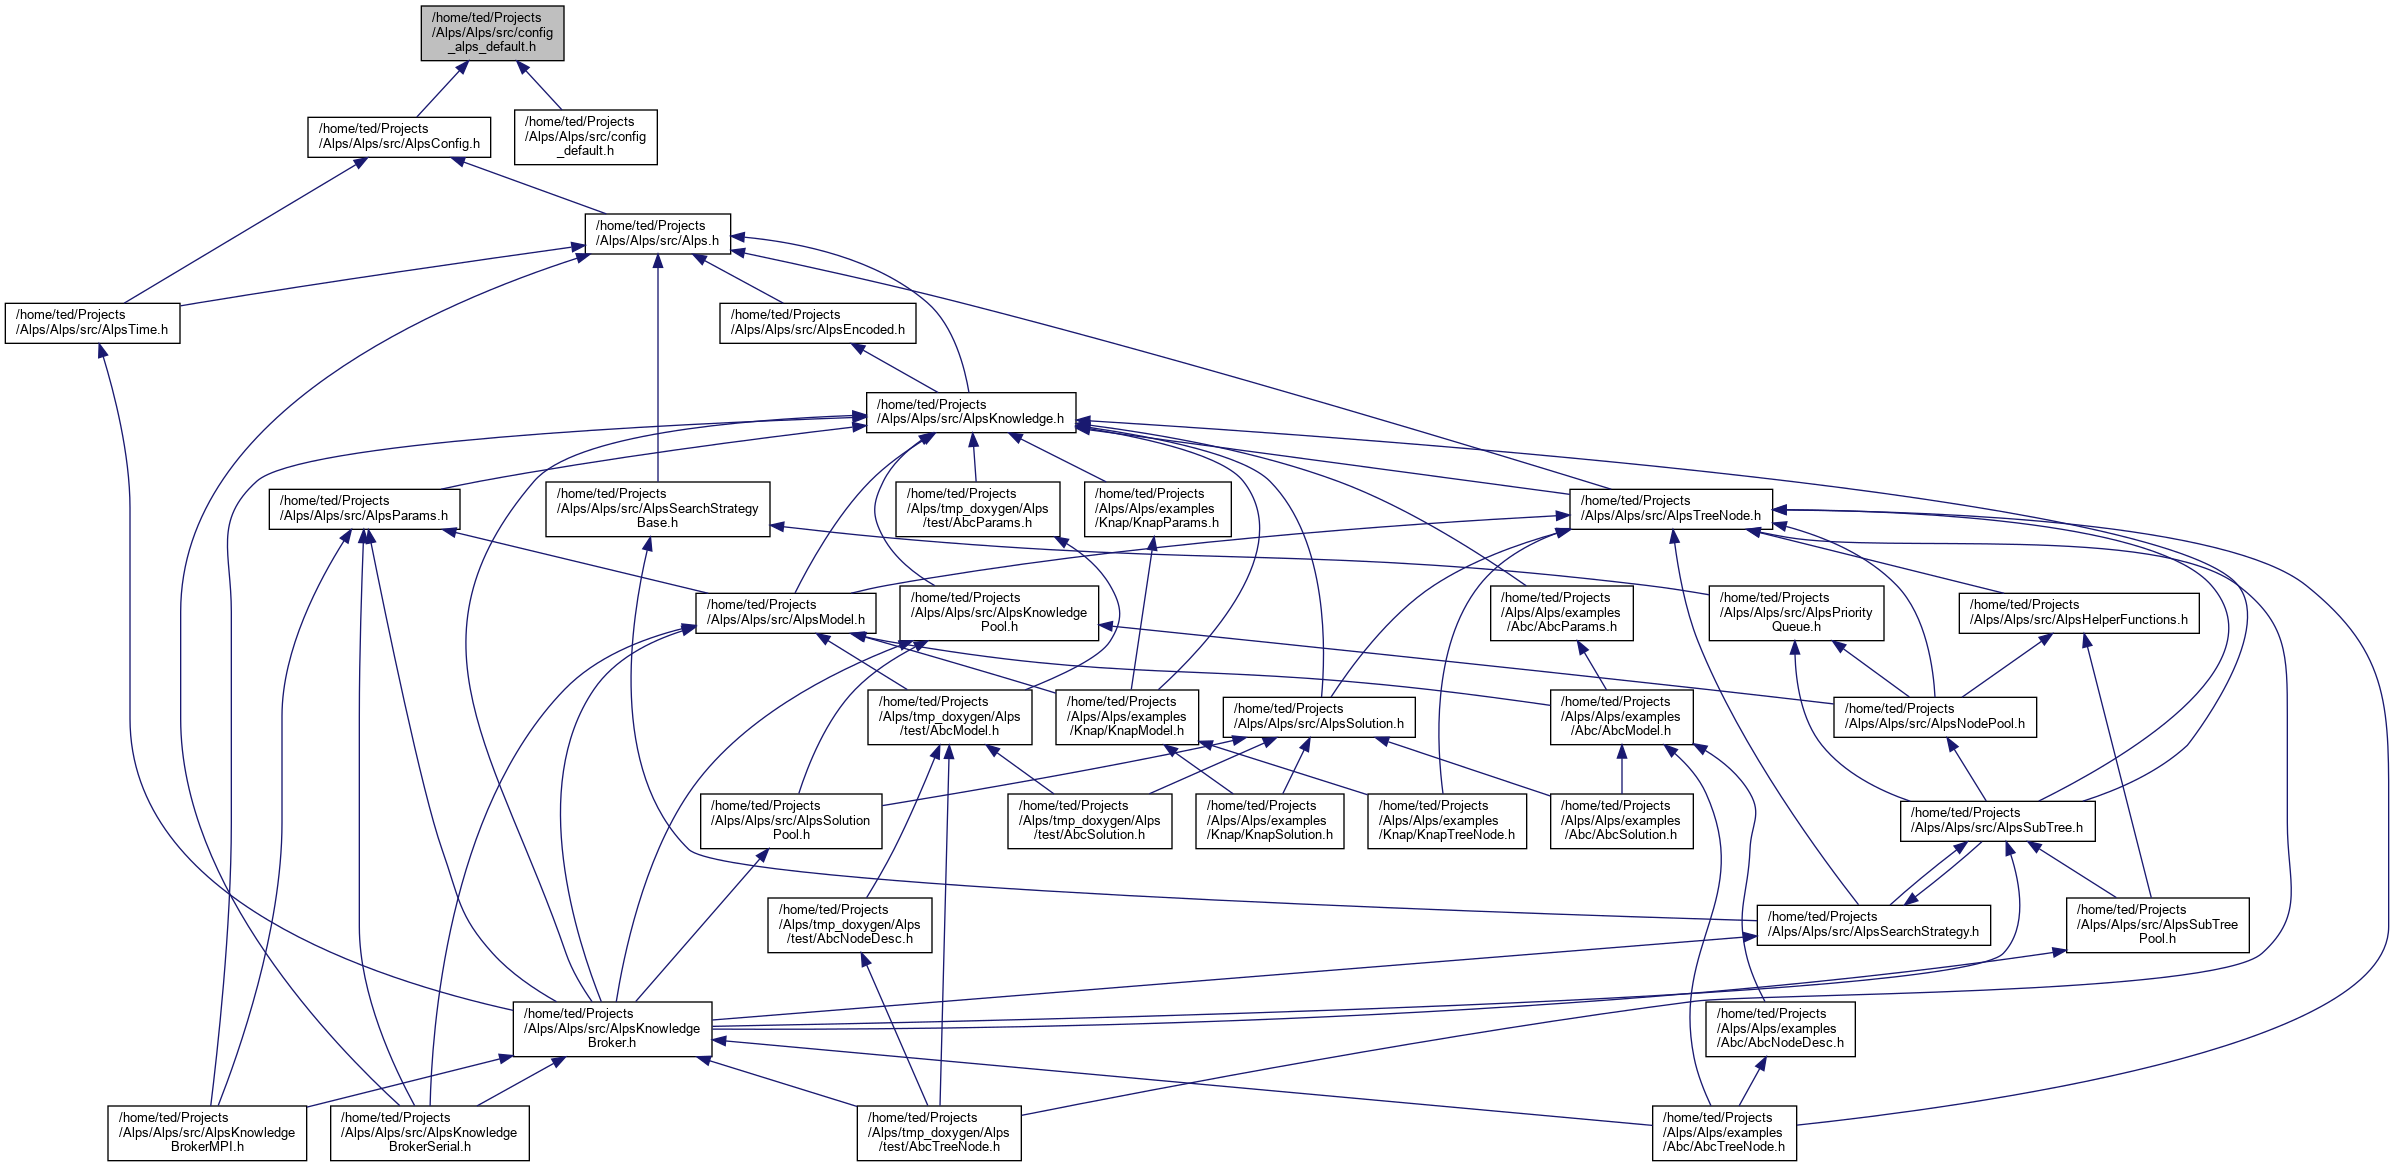 /home/ted/Projects
/Alps/Alps/src/config
_alps_default.h
/home/ted/Projects
/Alps/Alps/src/AlpsConfig.h
/home/ted/Projects
/Alps/Alps/src/config
_default.h
/home/ted/Projects
/Alps/Alps/src/Alps.h
/home/ted/Projects
/Alps/Alps/src/AlpsTime.h
/home/ted/Projects
/Alps/Alps/src/AlpsEncoded.h
/home/ted/Projects
/Alps/Alps/src/AlpsKnowledge.h
/home/ted/Projects
/Alps/Alps/src/AlpsParams.h
/home/ted/Projects
/Alps/Alps/src/AlpsSearchStrategy
Base.h
/home/ted/Projects
/Alps/tmp_doxygen/Alps
/test/AbcParams.h
/home/ted/Projects
/Alps/Alps/examples
/Knap/KnapParams.h
/home/ted/Projects
/Alps/Alps/src/AlpsTreeNode.h
/home/ted/Projects
/Alps/Alps/src/AlpsModel.h
/home/ted/Projects
/Alps/Alps/src/AlpsKnowledge
Pool.h
/home/ted/Projects
/Alps/Alps/examples
/Abc/AbcParams.h
/home/ted/Projects
/Alps/Alps/src/AlpsPriority
Queue.h
/home/ted/Projects
/Alps/Alps/src/AlpsHelperFunctions.h
/home/ted/Projects
/Alps/tmp_doxygen/Alps
/test/AbcModel.h
/home/ted/Projects
/Alps/Alps/examples
/Knap/KnapModel.h
/home/ted/Projects
/Alps/Alps/src/AlpsSolution.h
/home/ted/Projects
/Alps/Alps/examples
/Abc/AbcModel.h
/home/ted/Projects
/Alps/Alps/src/AlpsNodePool.h
/home/ted/Projects
/Alps/Alps/src/AlpsSolution
Pool.h
/home/ted/Projects
/Alps/tmp_doxygen/Alps
/test/AbcSolution.h
/home/ted/Projects
/Alps/Alps/examples
/Knap/KnapSolution.h
/home/ted/Projects
/Alps/Alps/examples
/Knap/KnapTreeNode.h
/home/ted/Projects
/Alps/Alps/examples
/Abc/AbcSolution.h
/home/ted/Projects
/Alps/Alps/src/AlpsSubTree.h
/home/ted/Projects
/Alps/tmp_doxygen/Alps
/test/AbcNodeDesc.h
/home/ted/Projects
/Alps/Alps/src/AlpsSearchStrategy.h
/home/ted/Projects
/Alps/Alps/src/AlpsSubTree
Pool.h
/home/ted/Projects
/Alps/Alps/src/AlpsKnowledge
Broker.h
/home/ted/Projects
/Alps/Alps/examples
/Abc/AbcNodeDesc.h
/home/ted/Projects
/Alps/Alps/src/AlpsKnowledge
BrokerMPI.h
/home/ted/Projects
/Alps/Alps/src/AlpsKnowledge
BrokerSerial.h
/home/ted/Projects
/Alps/tmp_doxygen/Alps
/test/AbcTreeNode.h
/home/ted/Projects
/Alps/Alps/examples
/Abc/AbcTreeNode.h